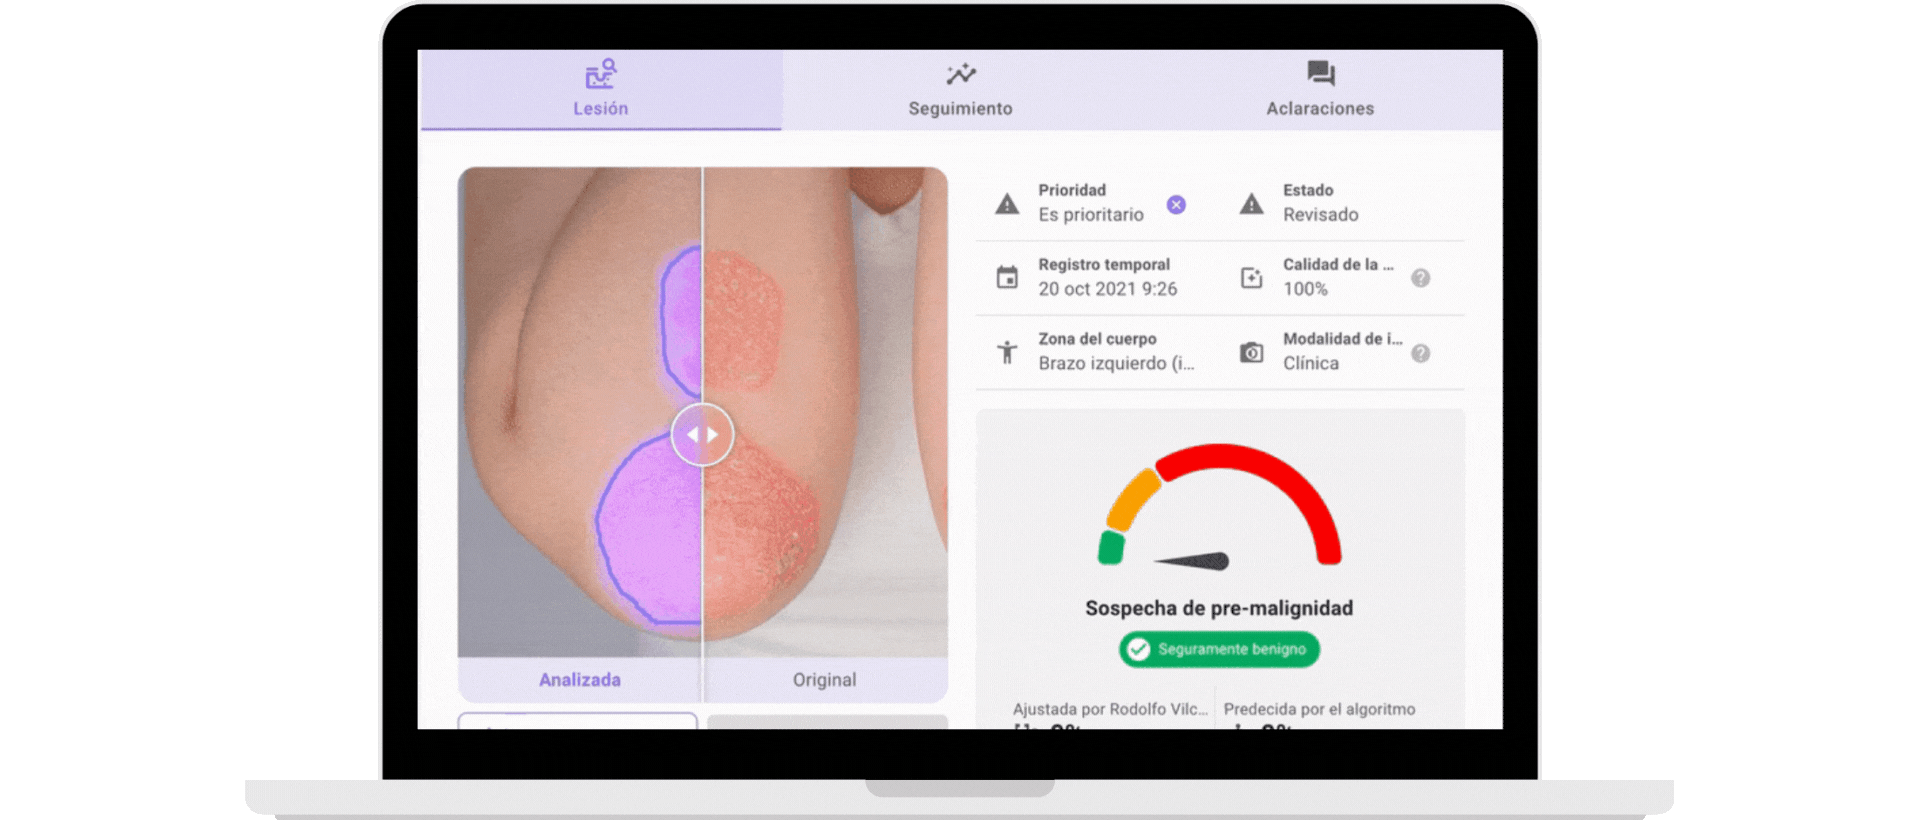 Lesión
Seguimiento
Aclaraciones
Prioridad
Es prioritario
Estado
Revisado
Registro temporal
20 oct 2021 9:26
Calidad de la ...
100%
Zona del cuerpo
Brazo izquierdo (i...
Modalidad de i...
Clínica
Analizada
Original
Sospecha de pre-malignidad
Seguramente benigno
Ajustada por Rodolfo Vilc...
Predecida por el algoritmo